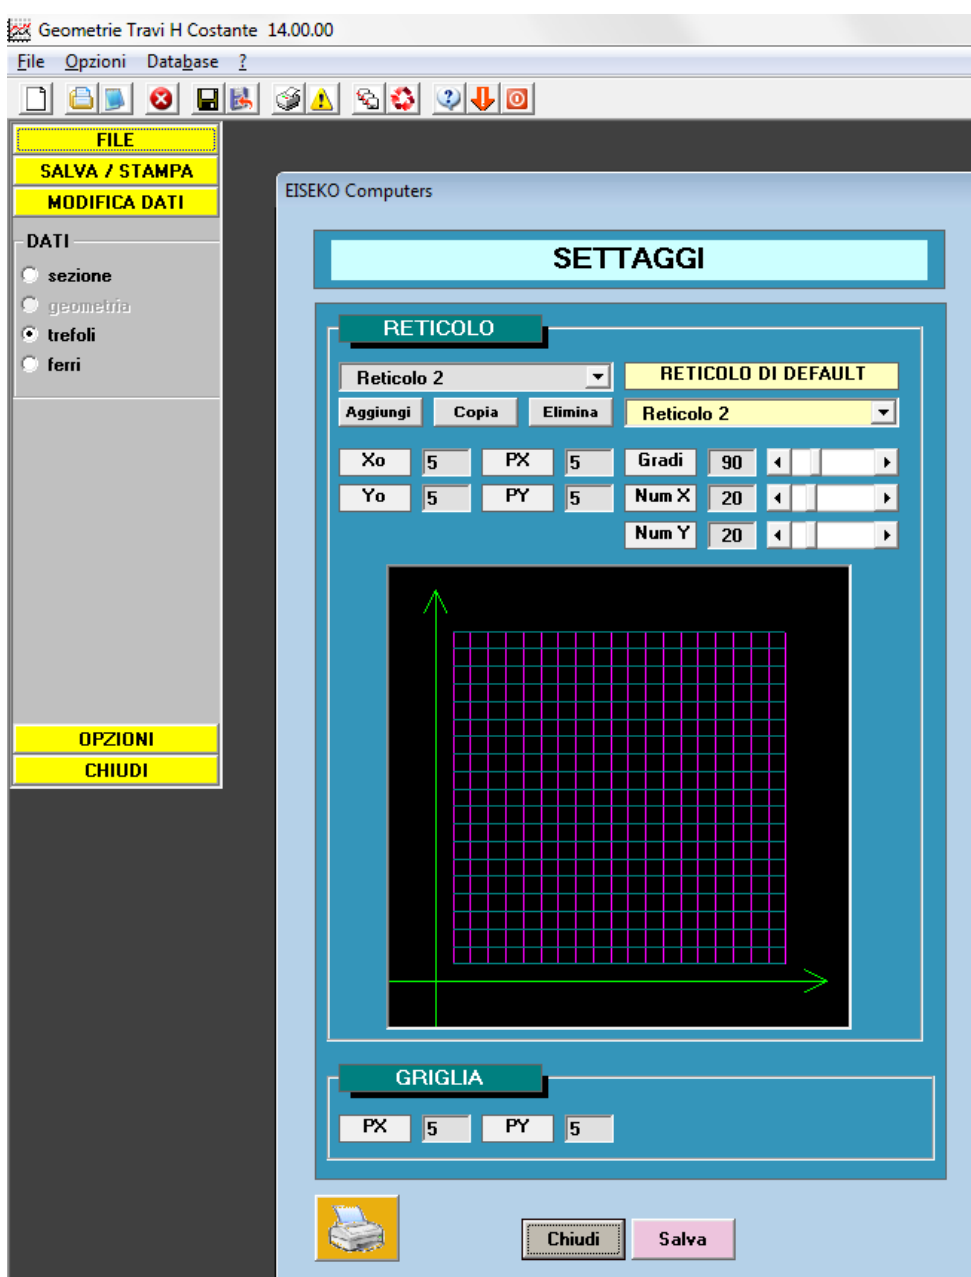 Geometrie Travi H Costante 14.00.00
File Opzioni Database ?
FILE
SALVA / STAMPA
MODIFICA DATI
DATI
sezione
geometria
trefoli
ferri
OPZIONI
CHIUDI
EISEKO Computers
SETTAGGI
RETICOLO
Reticolo 2
RETICOLO DI DEFAULT
Aggiungi Copia Elimina
Reticolo 2
Xo 5 PX 5 Gradi 90
Yo 5 PY 5 Num X 20
Num Y 20
GRIGLIA
PX 5 PY 5
Chiudi Salva